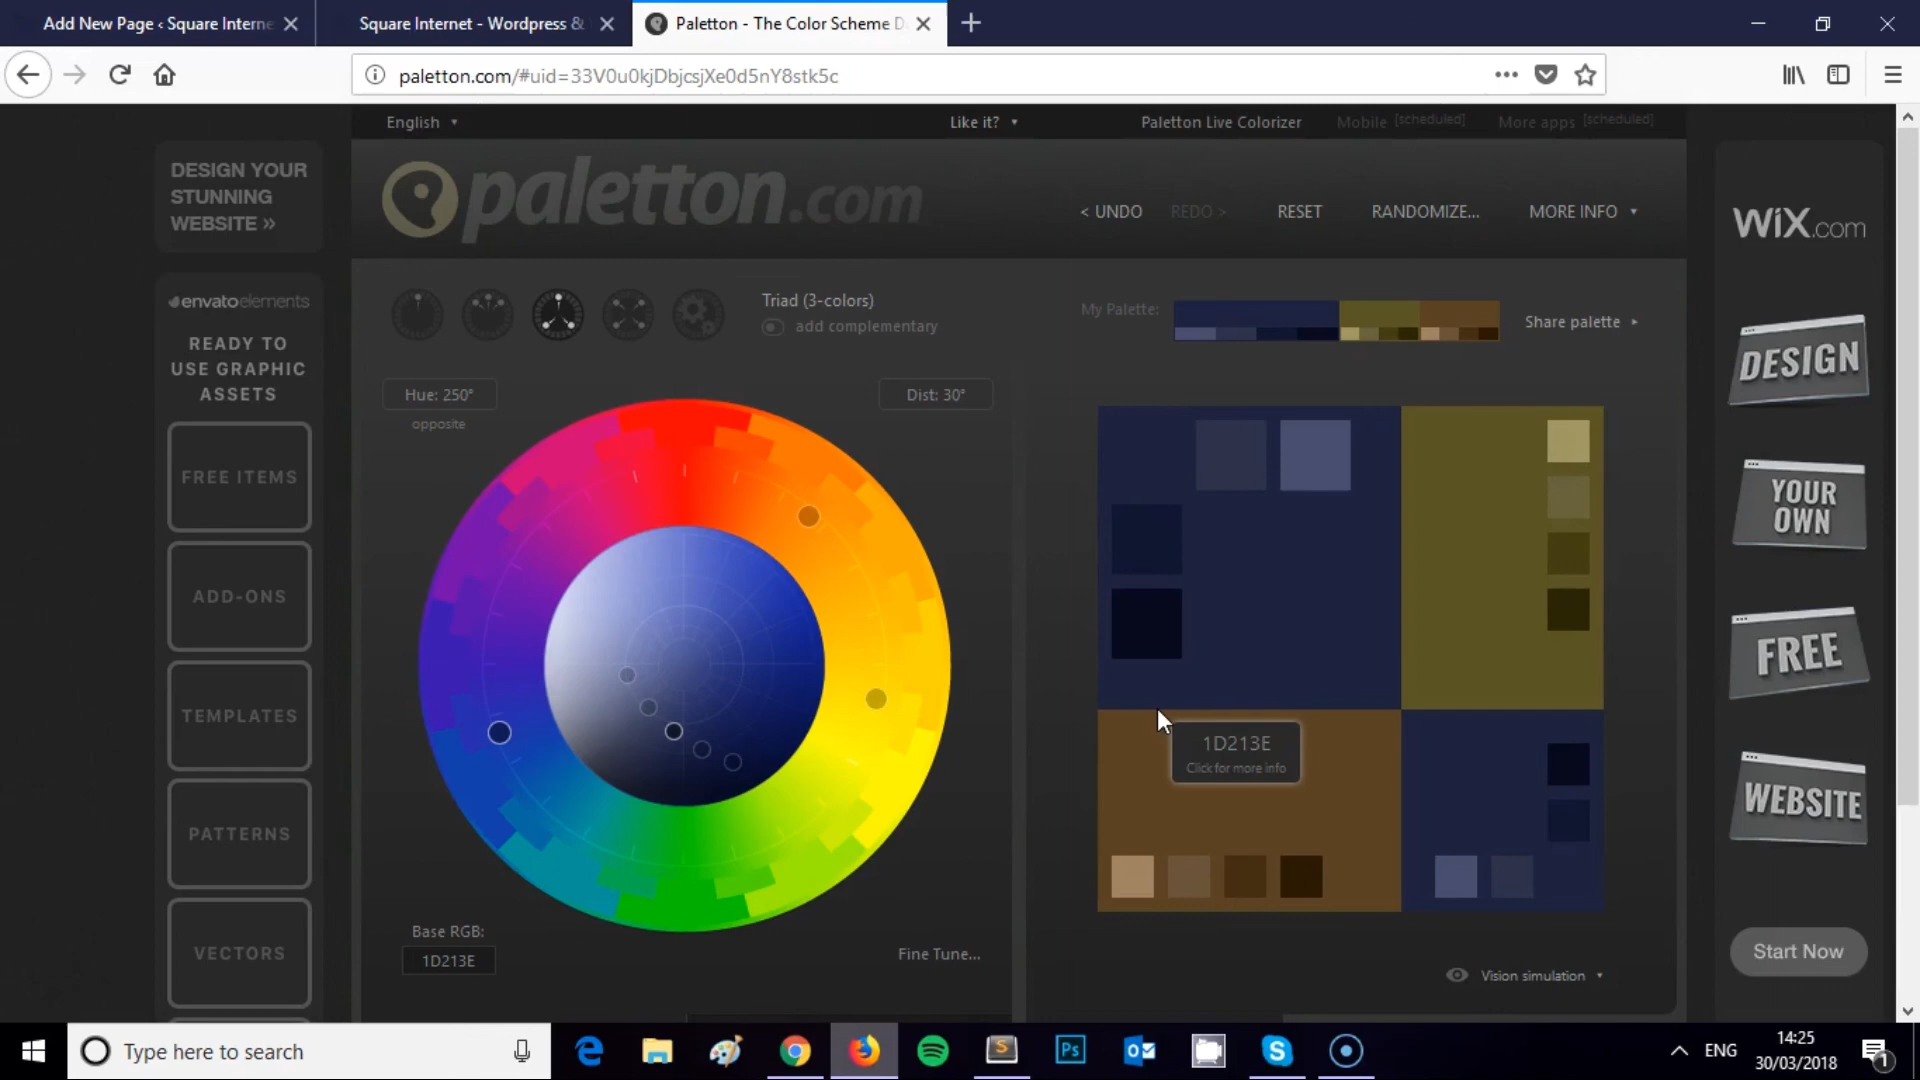 Add New Page ‹ Square Interne
Square Internet - Wordpress &
Paletton - The Color Scheme D
paletton.com/#uid=33V0u0kjDbjcsjXe0d5nY8stk5c
English
Like it?
Paletton Live Colorizer
Mobile [scheduled]
More apps [scheduled]
DESIGN YOUR
STUNNING
WEBSITE »
paletton.com
< UNDO
REDO >
RESET
RANDOMIZE...
MORE INFO
WiX.com
envatoelements
READY TO
USE GRAPHIC
ASSETS
Triad (3-colors)
add complementary
My Palette:
Share palette
Hue: 250°
opposite
Dist: 30°
DESIGN
YOUR
OWN
FREE
WEBSITE
Start Now
FREE ITEMS
ADD-ONS
TEMPLATES
PATTERNS
VECTORS
1D213E
Click for more info
Base RGB:
1D213E
Fine Tune...
Vision simulation
Type here to search
S
Ps
ENG
14:25
30/03/2018
1